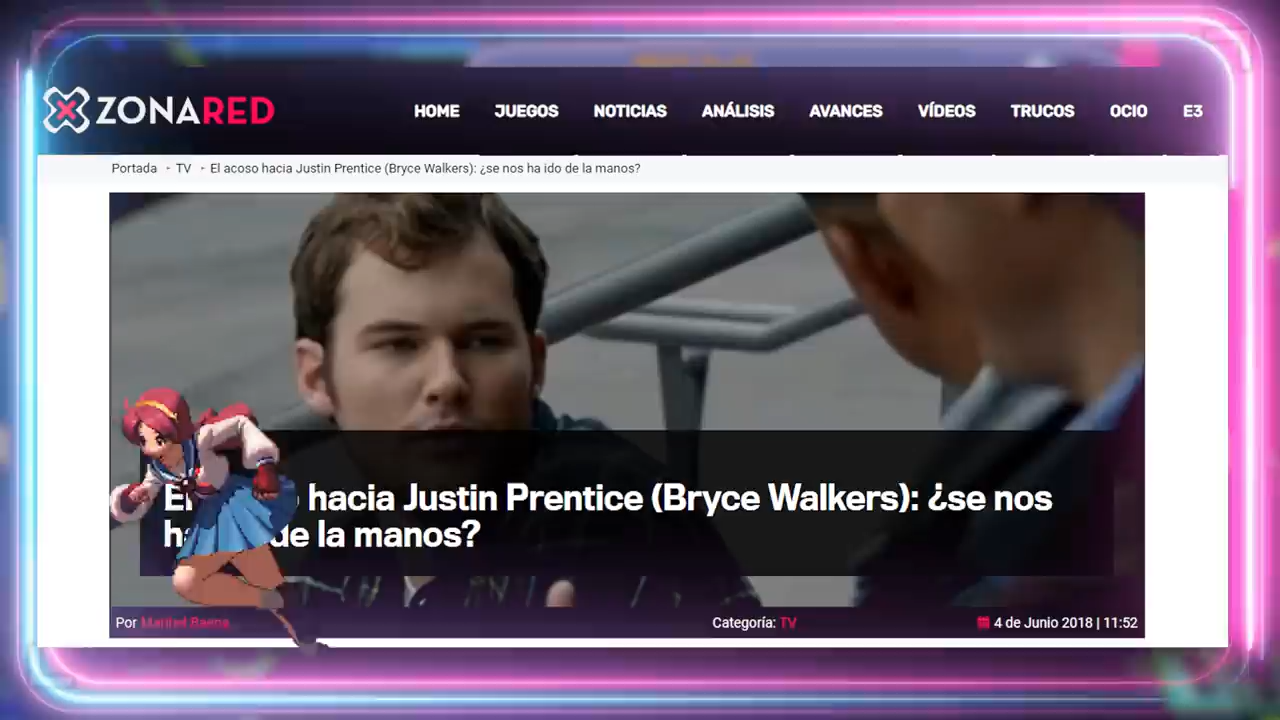 ZONARED
HOME JUEGOS NOTICIAS ANÁLISIS AVANCES VÍDEOS TRUCOS OCIO E3
Portada - TV - El acoso hacia Justin Prentice (Bryce Walkers): ¿se nos ha ido de la manos?
hacia Justin Prentice (Bryce Walkers): ¿se nos
de la manos?
Por Categoría: TV 4 de Junio 2018 | 11:52